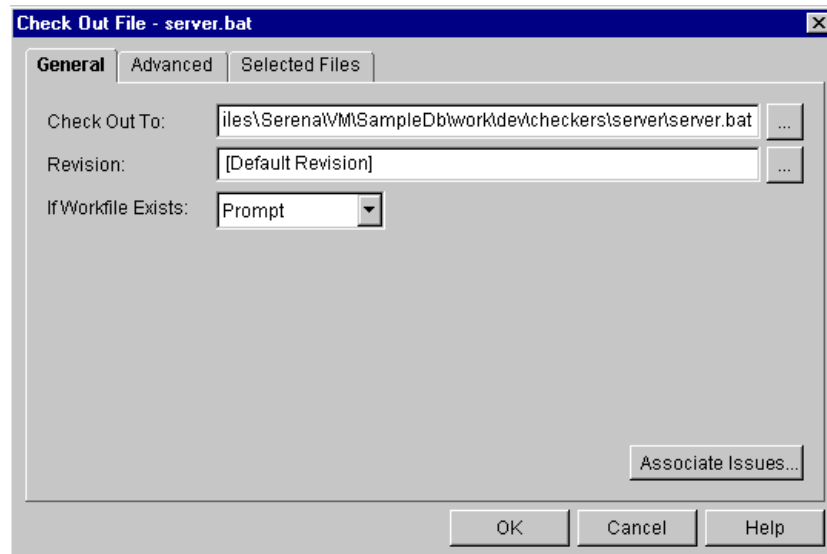 Check Out File - server.bat
General Advanced Selected Files
Check Out To: iles\Serena\VM\SampleDb\work\dev\checkers\server\server.bat ...
Revision: [Default Revision] ...
If Workfile Exists: Prompt
Associate Issues...
OK Cancel Help